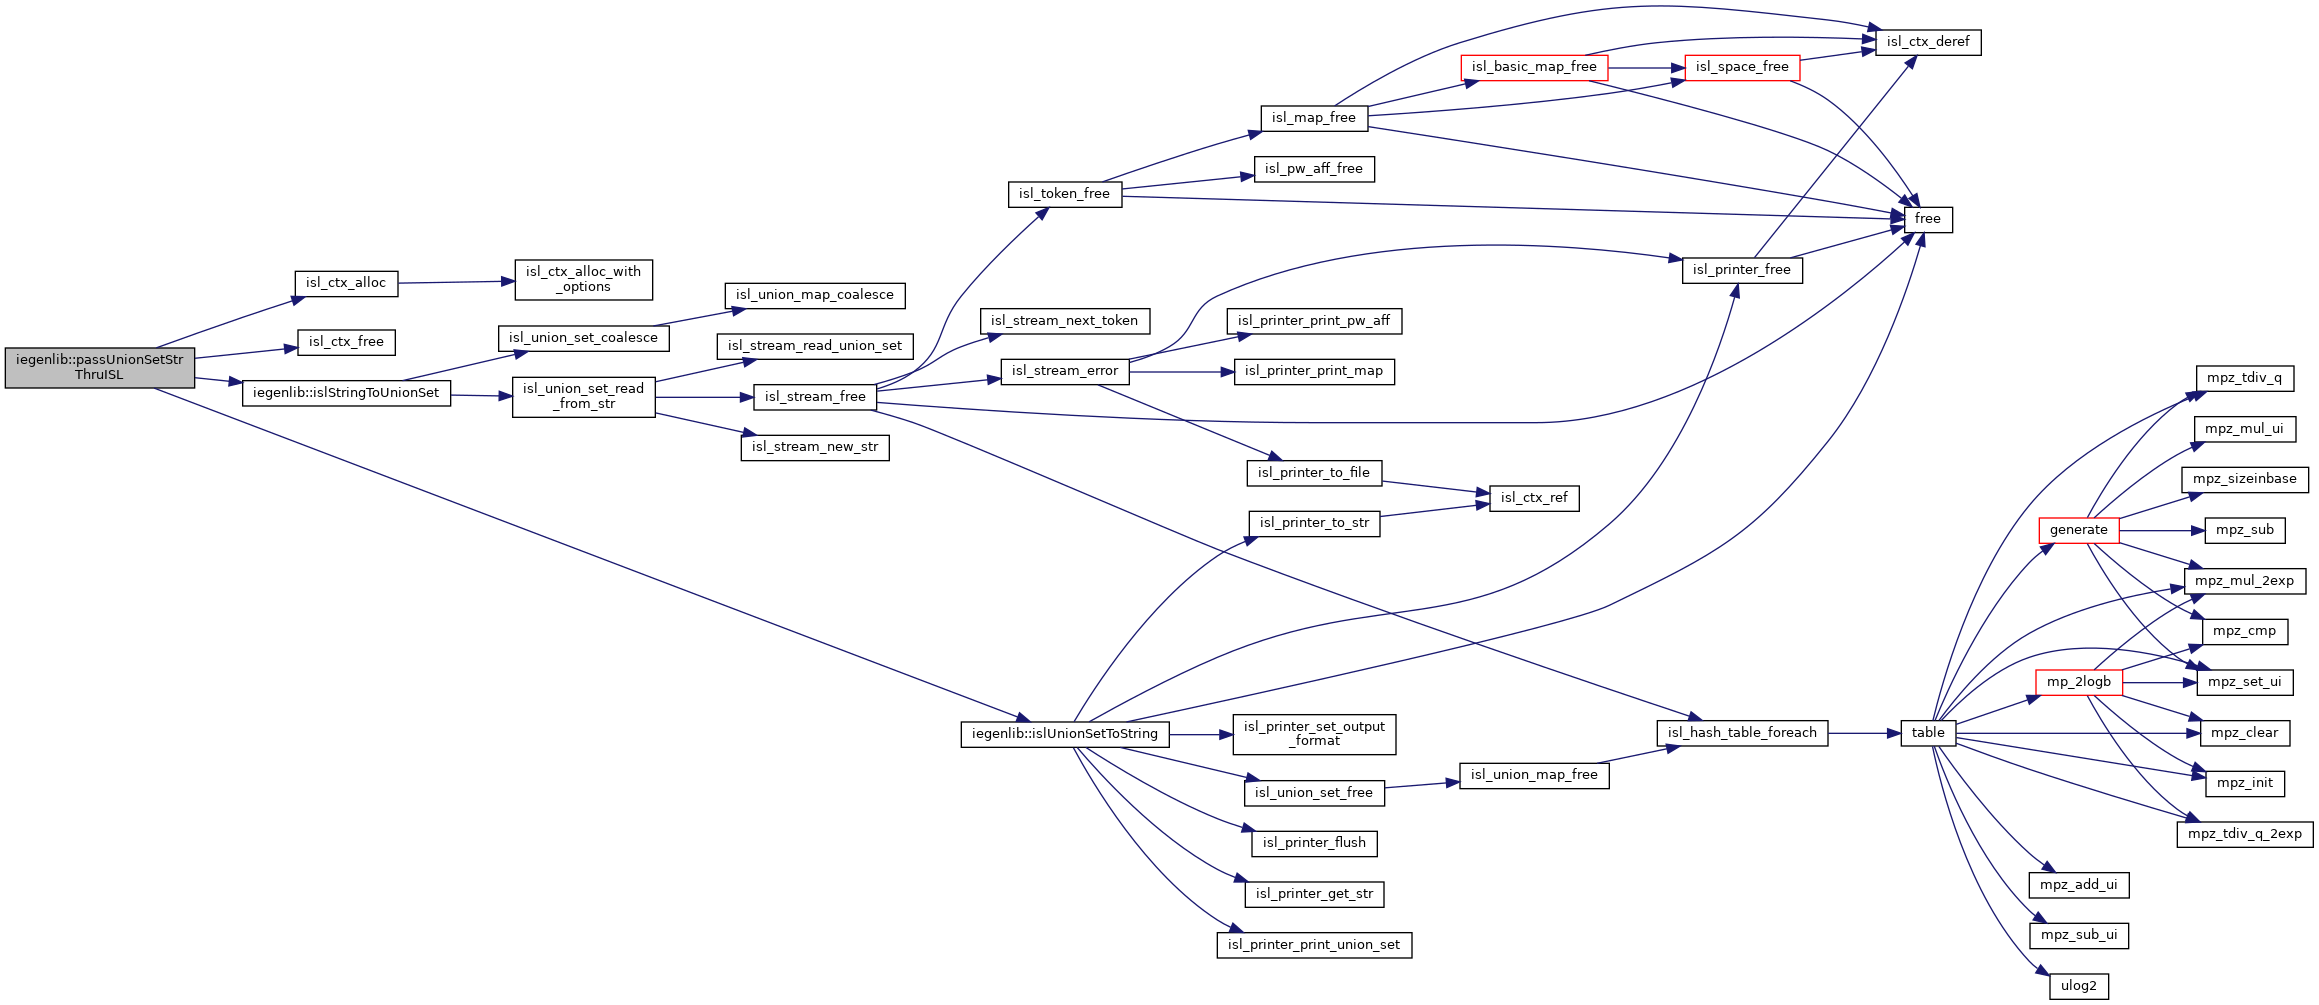 iegenlib::passUnionSetStr
ThruISL
isl_ctx_alloc
isl_ctx_free
iegenlib::islStringToUnionSet
isl_ctx_alloc_with
_options
isl_union_set_coalesce
isl_union_set_read
_from_str
isl_union_map_coalesce
isl_stream_read_union_set
isl_stream_free
isl_stream_new_str
isl_token_free
isl_stream_next_token
isl_stream_error
iegenlib::islUnionSetToString
isl_map_free
isl_pw_aff_free
isl_printer_print_pw_aff
isl_printer_print_map
isl_printer_to_file
isl_printer_to_str
isl_printer_set_output
_format
isl_union_set_free
isl_printer_flush
isl_printer_get_str
isl_printer_print_union_set
isl_basic_map_free
isl_ctx_ref
isl_union_map_free
isl_space_free
isl_printer_free
isl_hash_table_foreach
isl_ctx_deref
free
table
generate
mp_2logb
mpz_add_ui
mpz_sub_ui
ulog2
mpz_tdiv_q
mpz_mul_ui
mpz_sizeinbase
mpz_sub
mpz_mul_2exp
mpz_cmp
mpz_set_ui
mpz_clear
mpz_init
mpz_tdiv_q_2exp